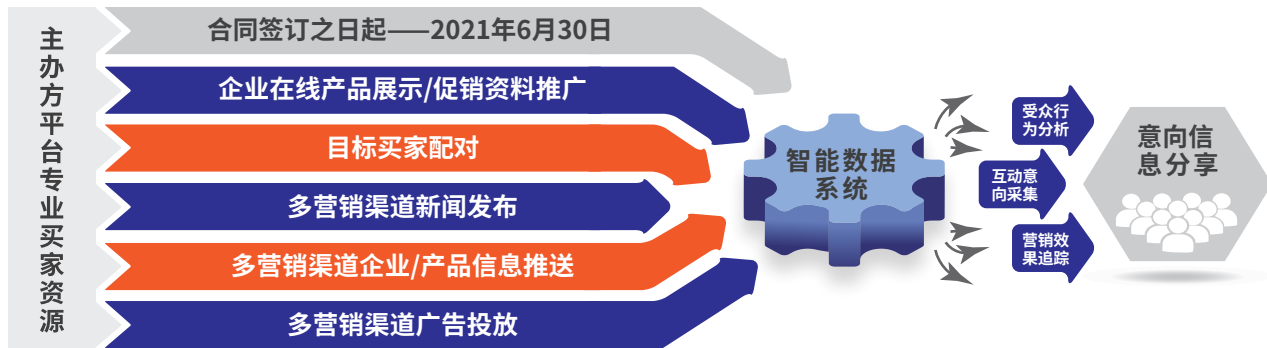 主办方平台专业买家资源
合同签订之日起——2021年6月30日
企业在线产品展示/促销资料推广
目标买家配对
多营销渠道新闻发布
多营销渠道企业/产品信息推送
多营销渠道广告投放
智能数据
系统
受众行
为分析
互动意
向采集
营销效
果追踪
意向信
息分享